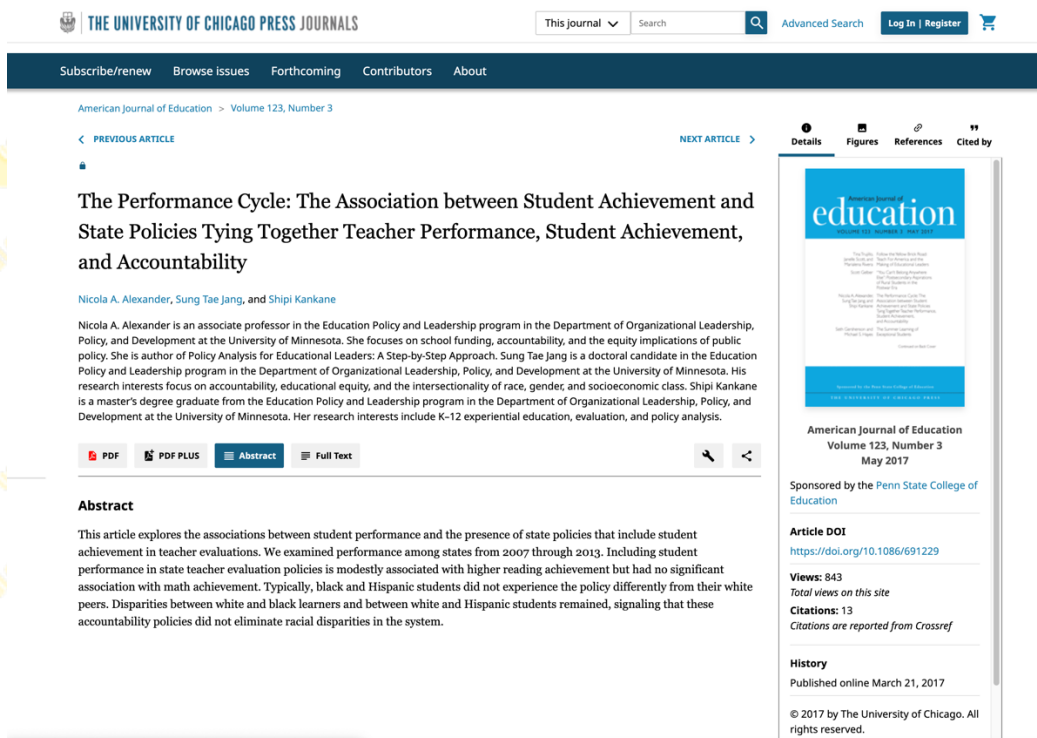 THE UNIVERSITY OF CHICAGO PRESS JOURNALS
This journal
Search
Advanced Search
Log In | Register
Subscribe/renew
Browse issues
Forthcoming
Contributors
About
American Journal of Education > Volume 123, Number 3
PREVIOUS ARTICLE
NEXT ARTICLE
The Performance Cycle: The Association between Student Achievement and
State Policies Tying Together Teacher Performance, Student Achievement,
and Accountability
Nicola A. Alexander, Sung Tae Jang, and Shipi Kankane
Nicola A. Alexander is an associate professor in the Education Policy and Leadership program in the Department of Organizational Leadership,
Policy, and Development at the University of Minnesota. She focuses on school funding, accountability, and the equity implications of public
policy. She is author of Policy Analysis for Educational Leaders: A Step-by-Step Approach. Sung Tae Jang is a doctoral candidate in the Education
Policy and Leadership program in the Department of Organizational Leadership, Policy, and Development at the University of Minnesota. His
research interests focus on accountability, educational equity, and the intersectionality of race, gender, and socioeconomic class. Shipi Kankane
is a master's degree graduate from the Education Policy and Leadership program in the Department of Organizational Leadership, Policy, and
Development at the University of Minnesota. Her research interests include K–12 experiential education, evaluation, and policy analysis.
PDF
PDF PLUS
Abstract
Full Text
Abstract
This article explores the associations between student performance and the presence of state policies that include student
achievement in teacher evaluations. We examined performance among states from 2007 through 2013. Including student
performance in state teacher evaluation policies is modestly associated with higher reading achievement but had no significant
association with math achievement. Typically, black and Hispanic students did not experience the policy differently from their white
peers. Disparities between white and black learners and between white and Hispanic students remained, signaling that these
accountability policies did not eliminate racial disparities in the system.
Details
Figures
References
Cited by
American Journal of
education
VOLUME 123 NUMBER 3 MAY 2017
THE UNIVERSITY OF CHICAGO PRESS
American Journal of Education
Volume 123, Number 3
May 2017
Sponsored by the Penn State College of
Education
Article DOI
https://doi.org/10.1086/691229
Views: 843
Total views on this site
Citations: 13
Citations are reported from Crossref
History
Published online March 21, 2017
© 2017 by The University of Chicago. All
rights reserved.